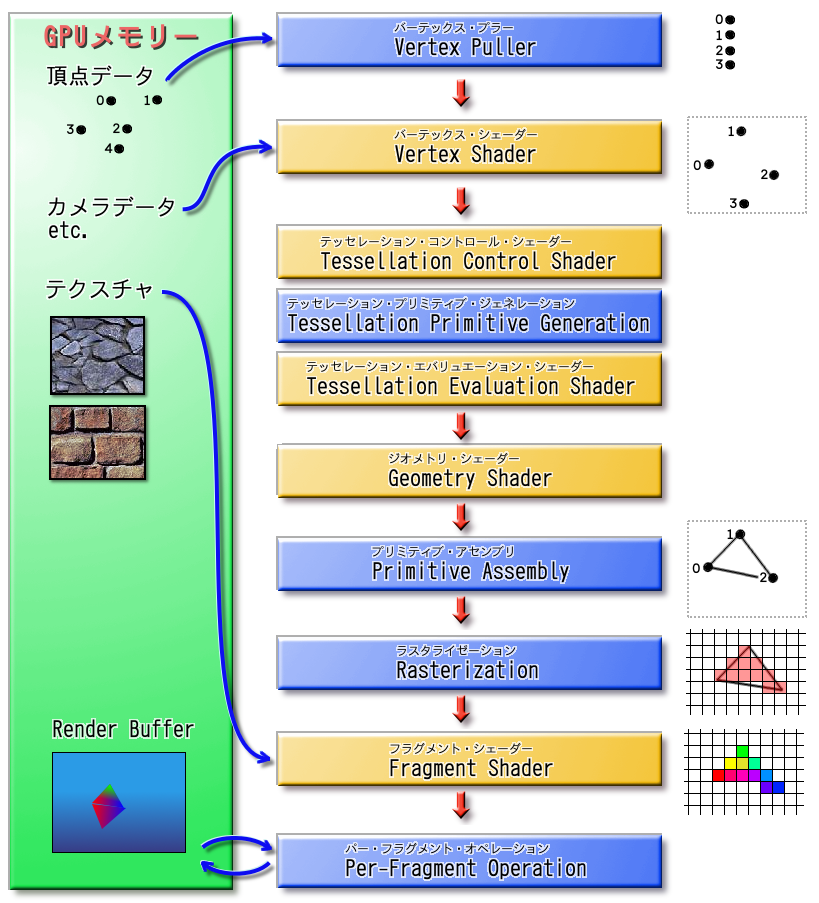 GPUメモリー
頂点データ
0 1
3 2
4
カメラデータ
etc.
テクスチャ
Render Buffer
バーテックス・プラー
Vertex Puller
バーテックス・シェーダー
Vertex Shader
テッセレーション・コントロール・シェーダー
Tessellation Control Shader
テッセレーション・プリミティブ・ジェネレーション
Tessellation Primitive Generation
テッセレーション・エバリュエーション・シェーダー
Tessellation Evaluation Shader
ジオメトリ・シェーダー
Geometry Shader
プリミティブ・アセンブリ
Primitive Assembly
ラスタライゼーション
Rasterization
フラグメント・シェーダー
Fragment Shader
パー・フラグメント・オペレーション
Per-Fragment Operation
0
1
2
3
1
0
2
3
1
0
2